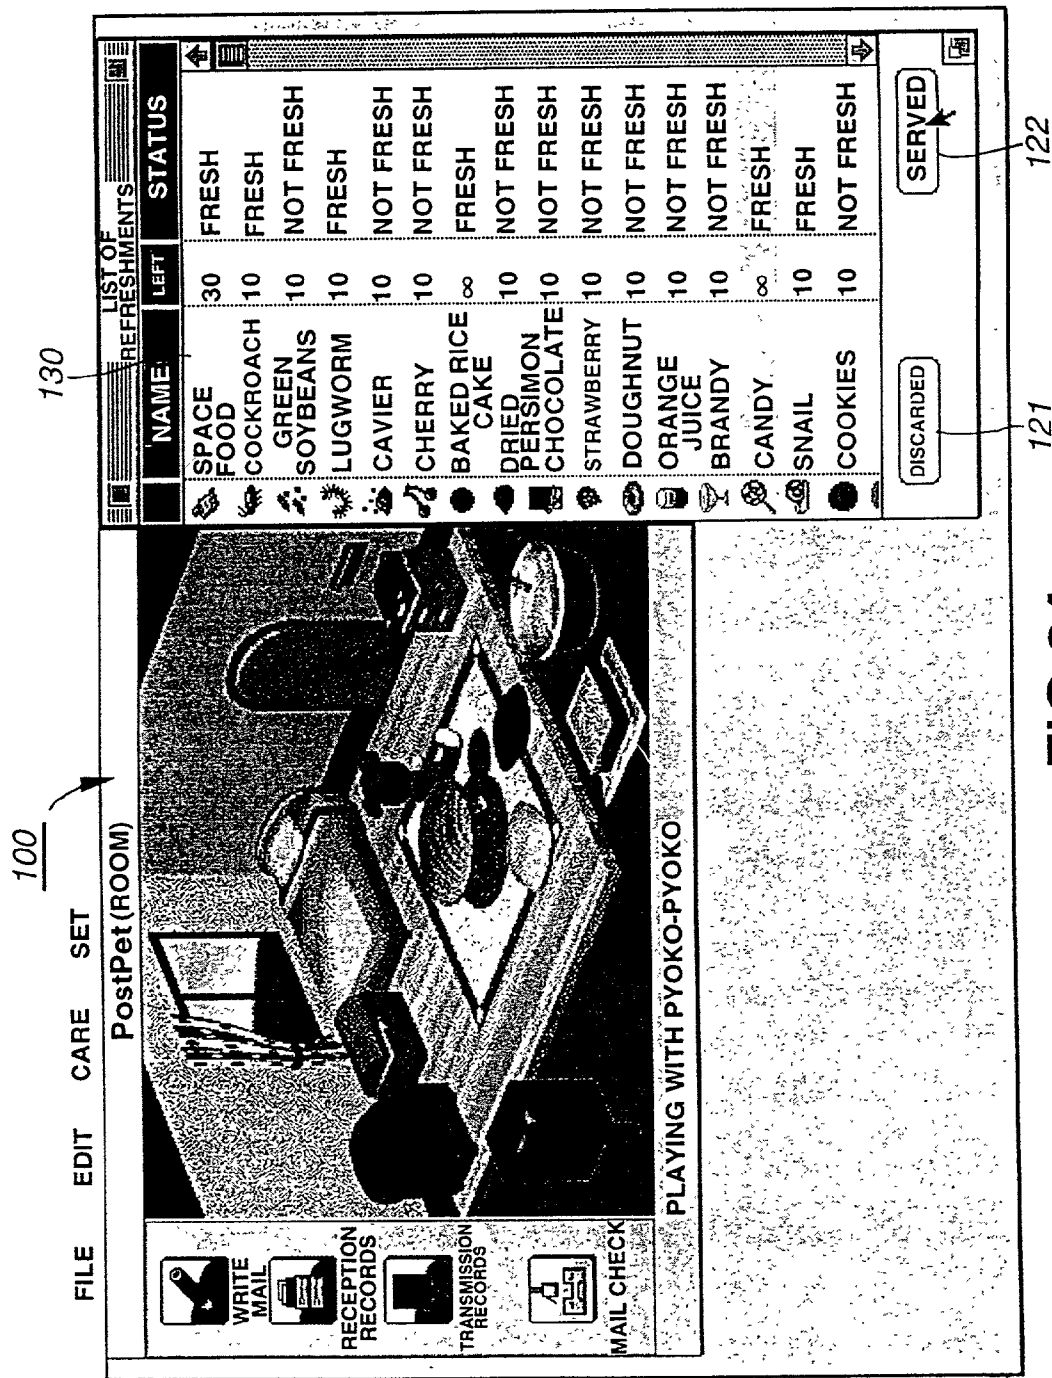 100
FILE EDIT CARE SET
PostPet (ROOM)
WRITE
MAIL
RECEPTION
RECORDS
TRANSMISSION
RECORDS
MAIL CHECK
PLAYING WITH PYOKO-PYOKO
130
LIST OF
REFRESHMENTS
NAME LEFT STATUS
SPACE
FOOD 30 FRESH
COCKROACH 10 FRESH
GREEN
SOYBEANS 10 NOT FRESH
LUGWORM 10 FRESH
CAVIER 10 NOT FRESH
CHERRY 10 NOT FRESH
BAKED RICE
CAKE ∞ FRESH
DRIED
PERSIMON 10 NOT FRESH
CHOCOLATE 10 NOT FRESH
STRAWBERRY 10 NOT FRESH
DOUGHNUT 10 NOT FRESH
ORANGE
JUICE 10 NOT FRESH
BRANDY 10 NOT FRESH
CANDY ∞ FRESH
SNAIL 10 FRESH
COOKIES 10 NOT FRESH
DISCARDED SERVED
121 122